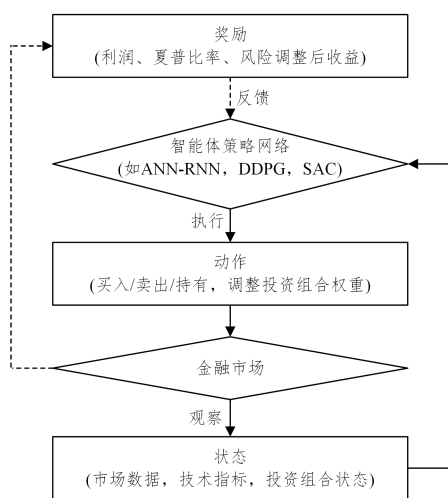 奖励
(利润、夏普比率、风险调整后收益)
反馈
智能体策略网络
(如ANN-RNN，DDPG，SAC)
执行
动作
(买入/卖出/持有，调整投资组合权重)
金融市场
观察
状态
(市场数据，技术指标，投资组合状态)